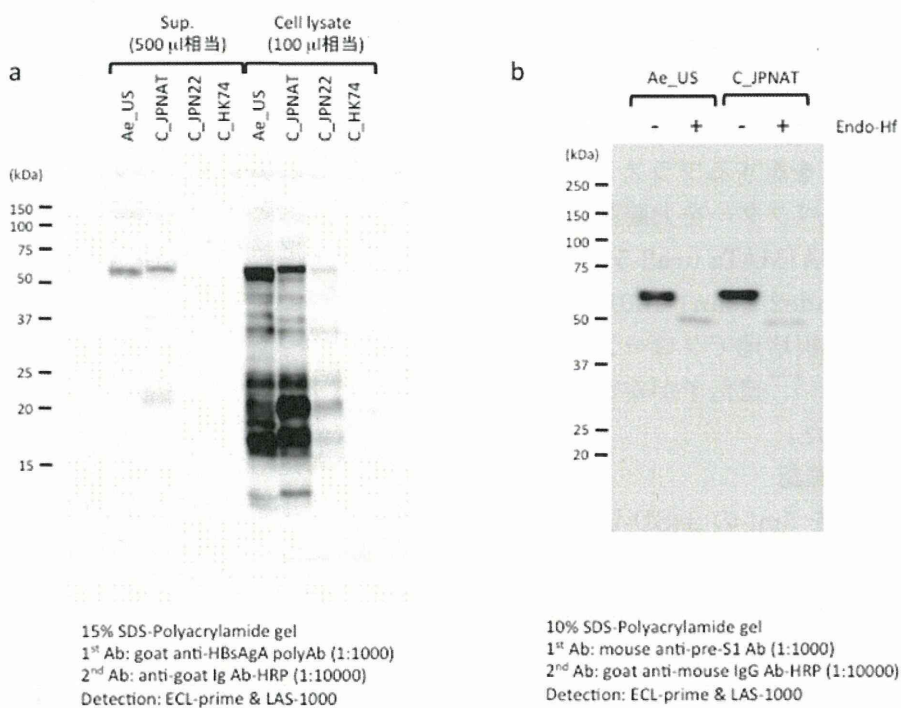 a
Sup.
(500 μl相当)
Cell lysate
(100 μl相当)
Ae_US
C_JPNAT
C_JPN22
C_HK74
Ae_US
C_JPNAT
C_JPN22
C_HK74
(kDa)
150
100
75
50
37
25
20
15
15% SDS-Polyacrylamide gel
1st Ab: goat anti-HBsAgA polyAb (1:1000)
2nd Ab: anti-goat Ig Ab-HRP (1:10000)
Detection: ECL-prime & LAS-1000
b
Ae_US C_JPNAT
- + - + Endo-Hf
(kDa)
250
150
100
75
50
37
25
20
10% SDS-Polyacrylamide gel
1st Ab: mouse anti-pre-S1 Ab (1:1000)
2nd Ab: goat anti-mouse IgG Ab-HRP (1:10000)
Detection: ECL-prime & LAS-1000